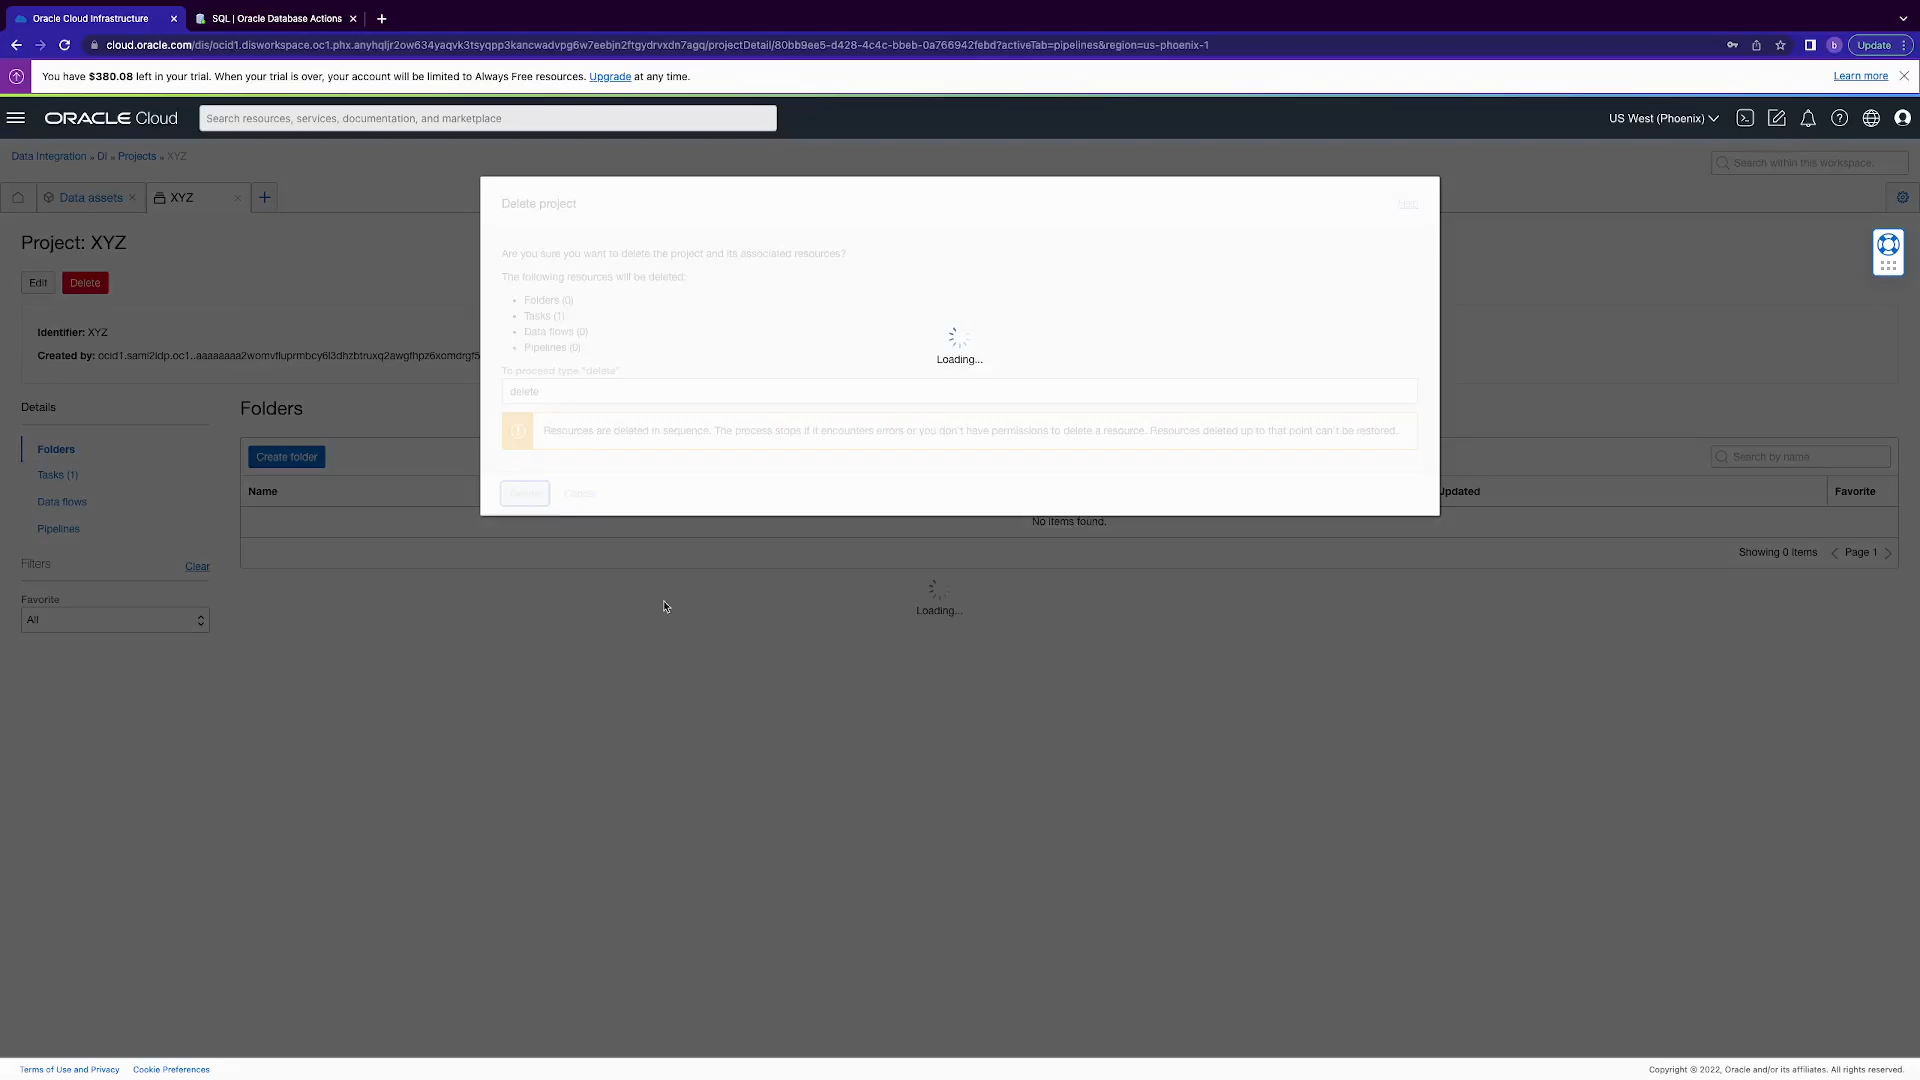 Oracle Cloud Infrastructure
SQL | Oracle Database Actions
cloud.oracle.com/dis/ocid1.disworkspace.oc1.phx.anyhqljr2ow634yaqvk3tsyqpp3kancwadvpg6w7eebjn2ftgydrvxdn7agq/projectDetail/80bb9ee5-d428-4c4c-bbeb-0a766942febd?activeTab=pipelines&region=us-phoenix-1
b
Update
You have $380.08 left in your trial. When your trial is over, your account will be limited to Always Free resources. Upgrade at any time.
Learn more
ORACLE Cloud
Search resources, services, documentation, and marketplace
US West (Phoenix)
Data Integration » DI » Projects » XYZ
Search within this workspace.
Data assets
XYZ
Project: XYZ
Edit
Delete
Identifier: XYZ
Created by: ocid1.saml2idp.oc1..aaaaaaaa2womvfluprmbcy6l3dhzbtruxq2awgfhpz6xomdrgf5
Delete project
Help
Are you sure you want to delete the project and its associated resources?
The following resources will be deleted:
• Folders (0)
• Tasks (1)
• Data flows (0)
• Pipelines (0)
Loading...
To proceed type "delete"
delete
Resources are deleted in sequence. The process stops if it encounters errors or you don't have permissions to delete a resource. Resources deleted up to that point can't be restored.
Delete
Cancel
Details
Folders
Tasks (1)
Data flows
Pipelines
Filters
Clear
Favorite
All
Folders
Create folder
Search by name
Name
Updated
Favorite
No items found.
Showing 0 items
Page 1
Loading...
Terms of Use and Privacy
Cookie Preferences
Copyright © 2022, Oracle and/or its affiliates. All rights reserved.